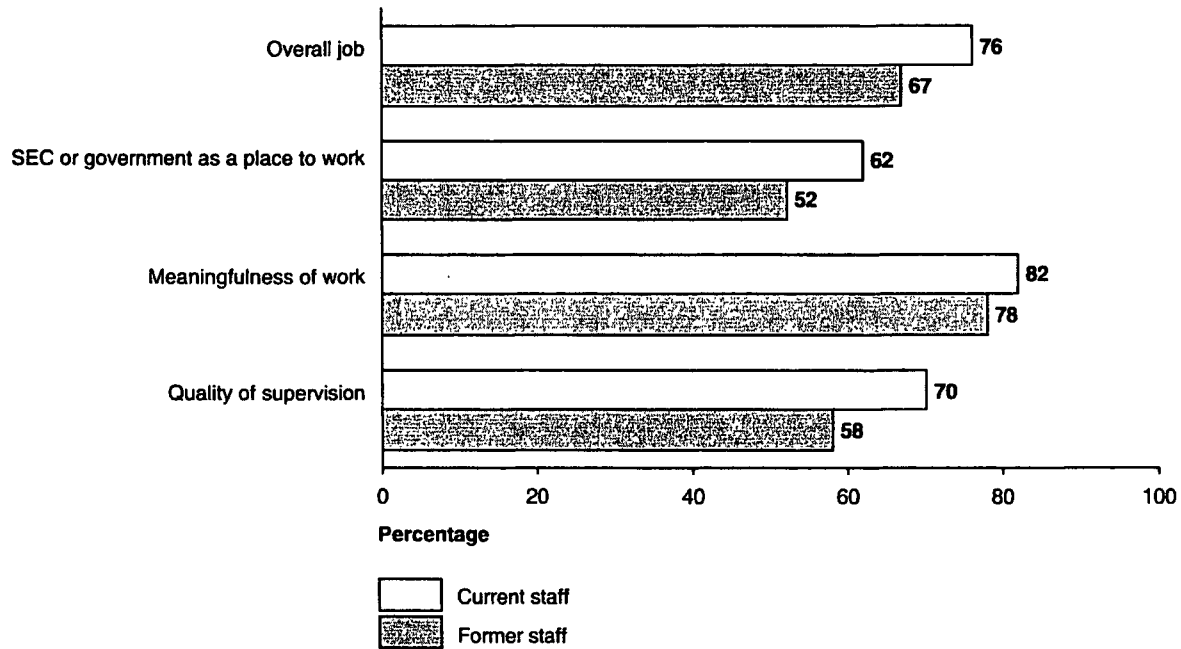 Overall job
76
67
SEC or government as a place to work
62
52
Meaningfulness of work
82
78
Quality of supervision
70
58
0 20 40 60 80 100
Percentage
Current staff
Former staff